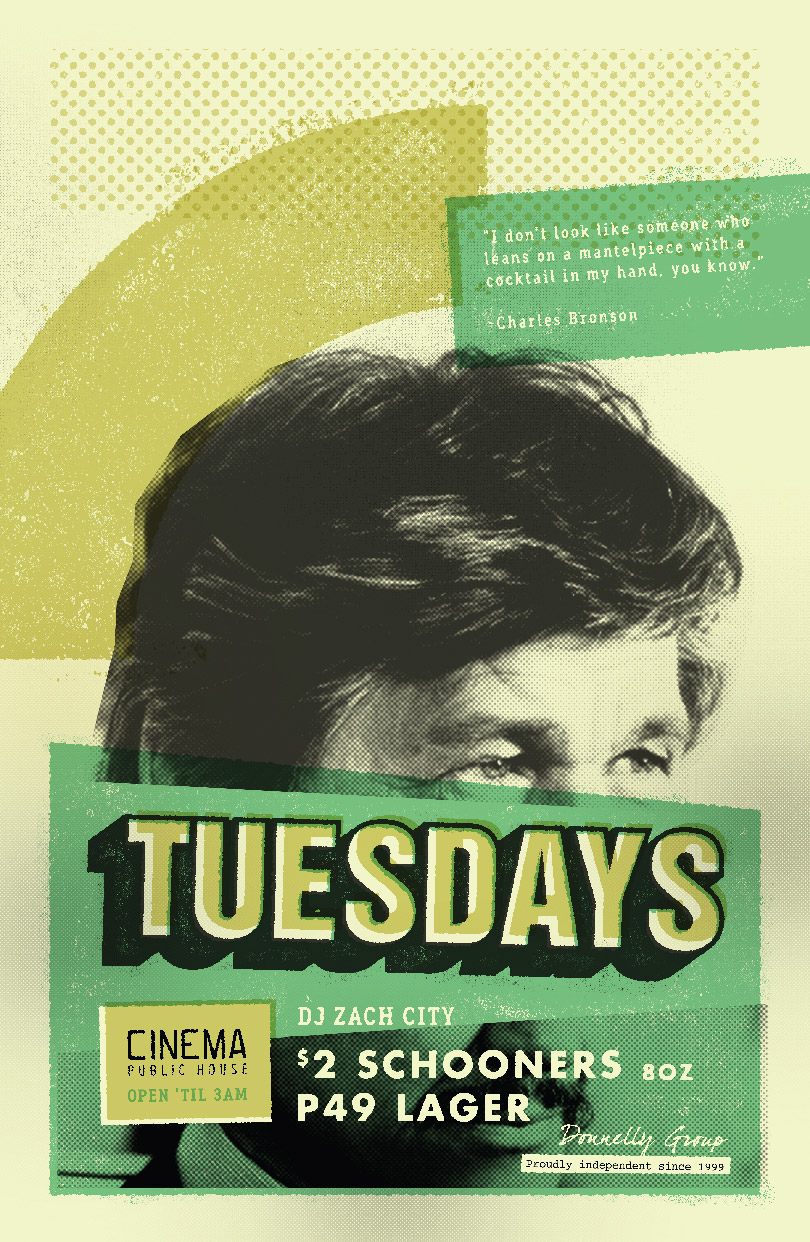 "I don't look like someone who
leans on a mantelpiece with a
cocktail in my hand, you know."
-Charles Bronson
TUESDAYS
CINEMA
PUBLIC HOUSE
OPEN 'TIL 3AM
DJ ZACH CITY
$2 SCHOONERS 8OZ
P49 LAGER
Donnelly Group
Proudly independent since 1999